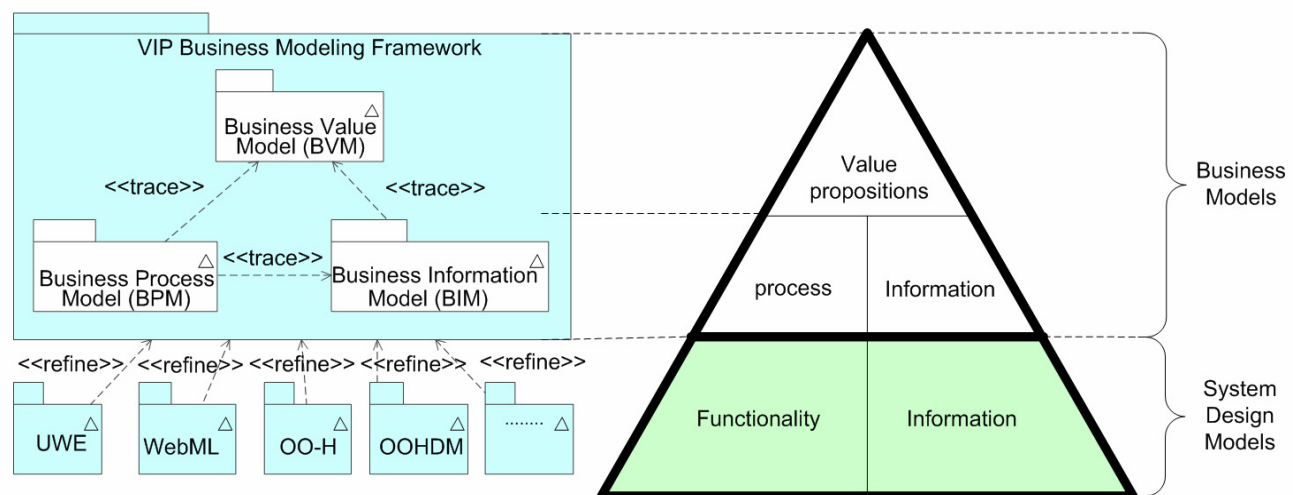 VIP Business Modeling Framework
Business Value
Model (BVM)
<<trace>>
<<trace>>
Business Process
Model (BPM)
<<trace>>
Business Information
Model (BIM)
<<refine>>
<<refine>>
<<refine>>
<<refine>>
<<refine>>
UWE
WebML
OO-H
OOHDM
........
Value
propositions
process
Information
Functionality
Information
Business
Models
System
Design
Models